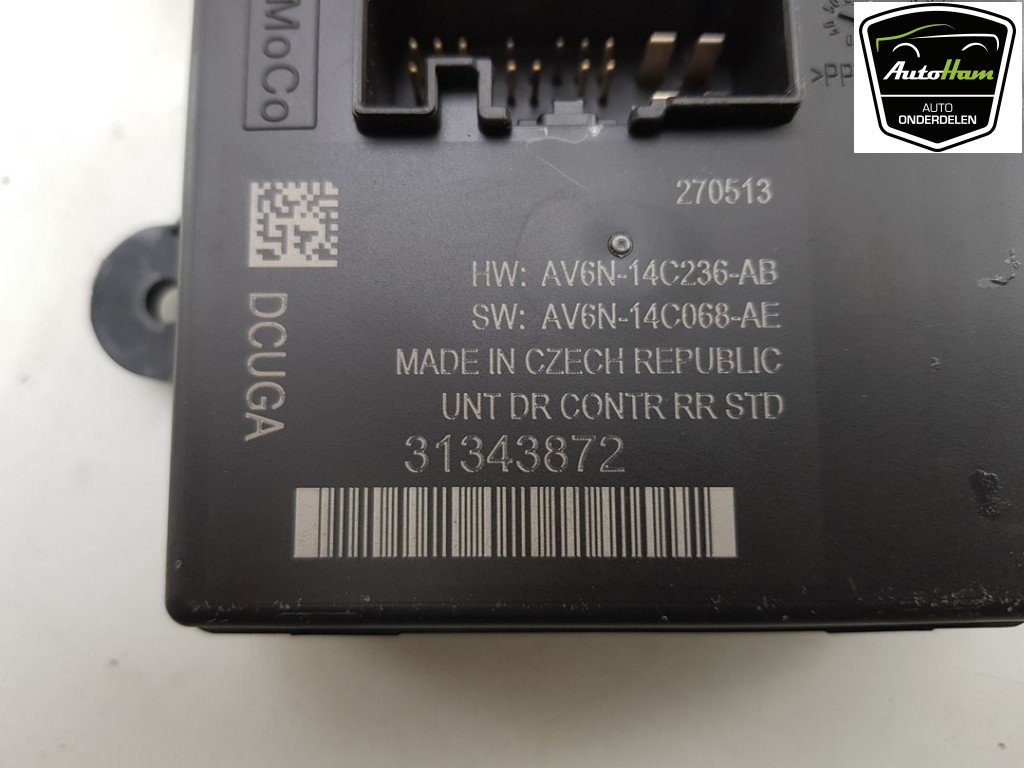 MoCo
>PP
AutoHam
AUTO
ONDERDELEN
270513
HW: AV6N-14C236-AB
SW: AV6N-14C068-AE
MADE IN CZECH REPUBLIC
UNT DR CONTR RR STD
31343872
DCUGA